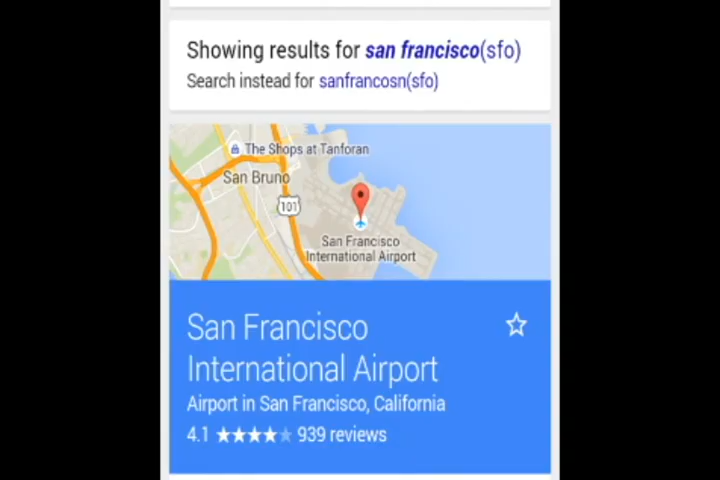 Showing results for san francisco(sfo)
Search instead for sanfrancosn(sfo)
The Shops at Tanforan
San Bruno
101
San Francisco
International Airport
San Francisco
International Airport
Airport in San Francisco, California
4.1 ★★★★★ 939 reviews